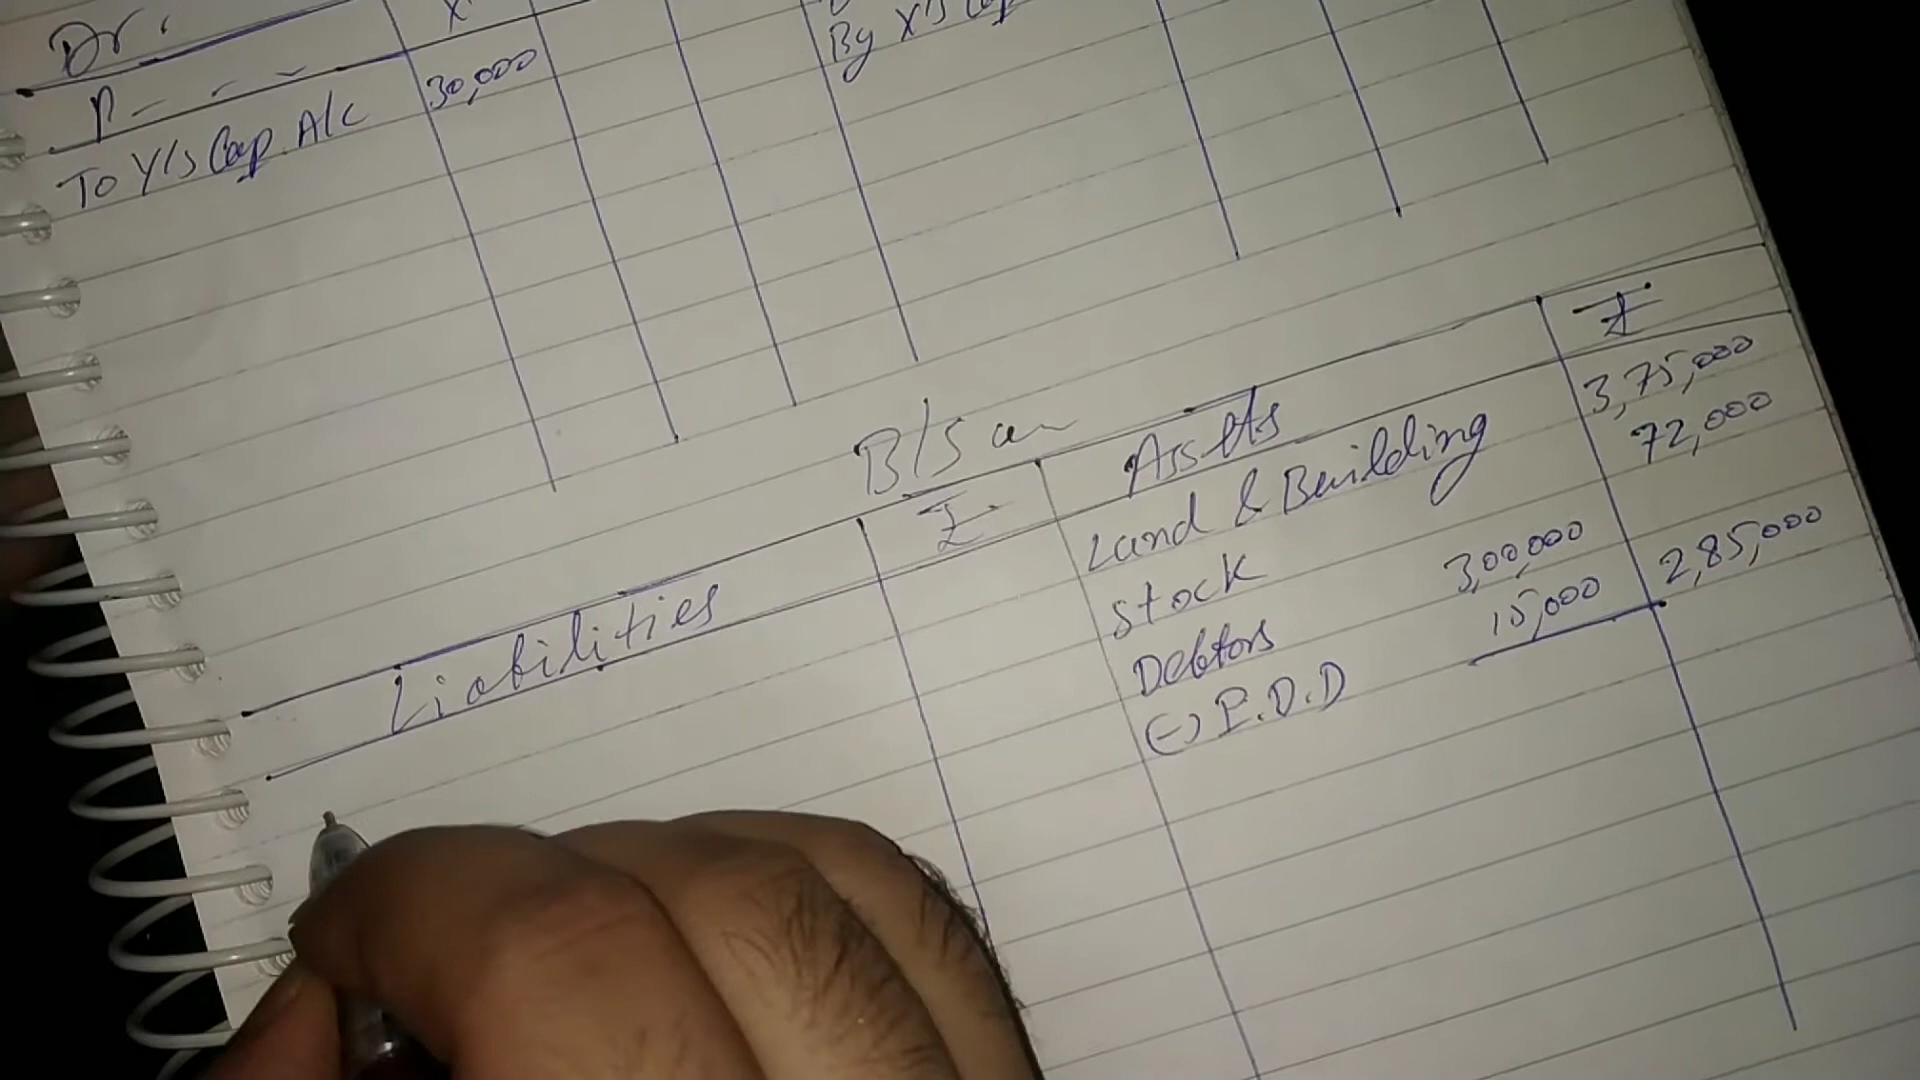 Dr.
X
P
To Y's Cap. A/c 30,000
By X's Cap
B/S
Liabilities ₹ Assets ₹
Land & Building 3,75,000
Stock 72,000
Debtors 3,00,000
(-) P.D.D 15,000 2,85,000